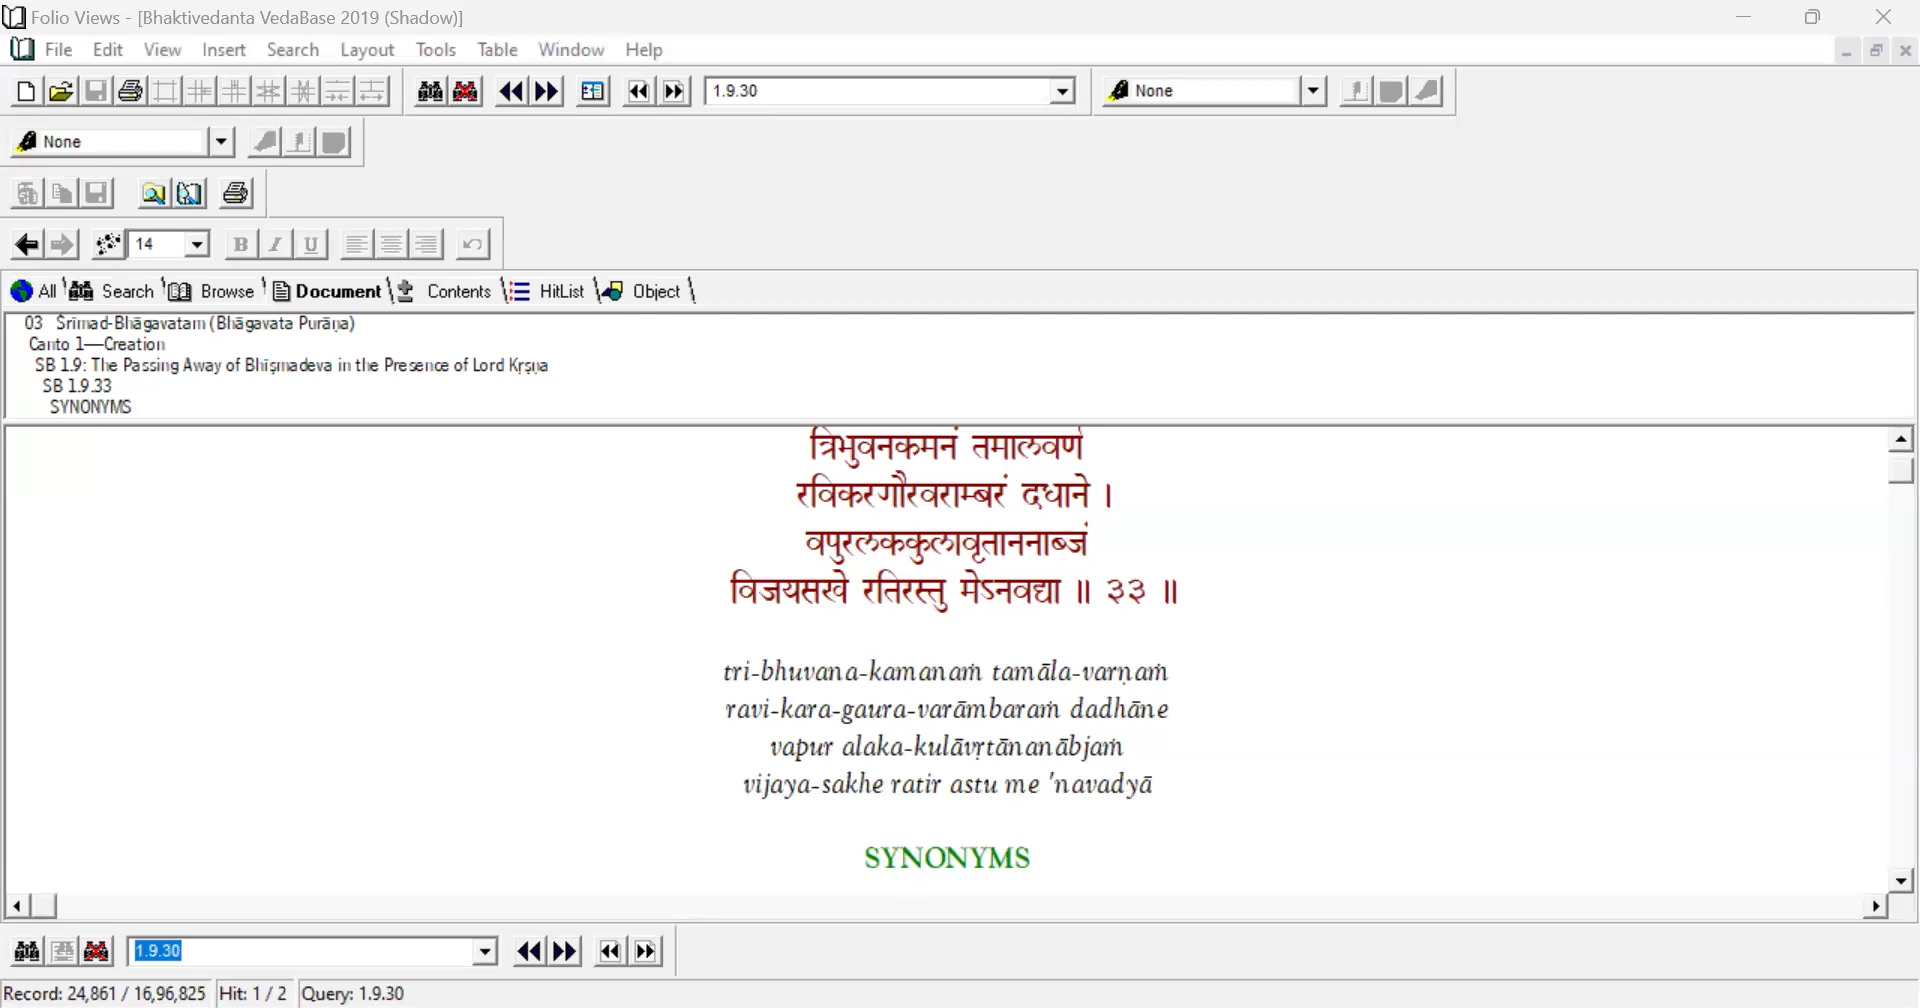 Folio Views - [Bhaktivedanta VedaBase 2019 (Shadow)]
File Edit View Insert Search Layout Tools Table Window Help
1.9.30 None
None
14 B I U
All Search Browse Document Contents HitList Object
03 Śrīmad-Bhāgavatam (Bhāgavata Purāṇa)
Canto 1—Creation
SB 1.9: The Passing Away of Bhīṣmadeva in the Presence of Lord Kṛṣṇa
SB 1.9.33
SYNONYMS
त्रिभुवनकमनं तमालवर्णं
रविकरगौरवराम्बरं दधाने ।
वपुरलककुलावृताननाब्जं
विजयसखे रतिरस्तु मेऽनवद्या ॥ ३३ ॥
tri-bhuvana-kamanaṁ tamāla-varṇaṁ
ravi-kara-gaura-varāmbaraṁ dadhāne
vapur alaka-kulāvṛtānanābjaṁ
vijaya-sakhe ratir astu me 'navadyā
SYNONYMS
1.9.30
Record: 24,861 / 16,96,825 Hit: 1 / 2 Query: 1.9.30